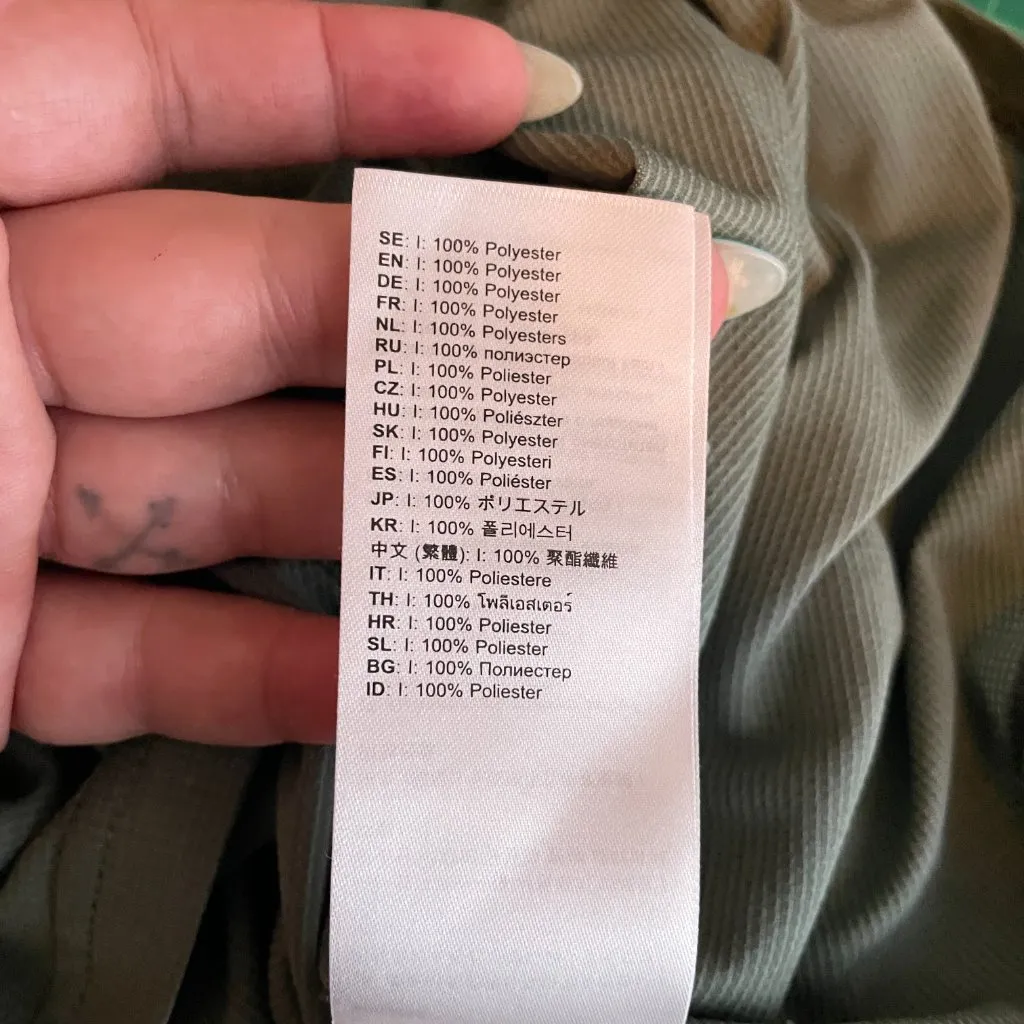 SE: I: 100% Polyester
EN: I: 100% Polyester
DE: I: 100% Polyester
FR: I: 100% Polyester
NL: I: 100% Polyesters
RU: I: 100% полиэстер
PL: I: 100% Poliester
CZ: I: 100% Polyester
HU: I: 100% Poliészter
SK: I: 100% Polyester
FI: I: 100% Polyesteri
ES: I: 100% Poliéster
JP: I: 100% ポリエステル
KR: I: 100% 폴리에스터
中文 (繁體): I: 100% 聚酯纖維
IT: I: 100% Poliestere
TH: I: 100% โพลีเอสเตอร์
HR: I: 100% Poliester
SL: I: 100% Poliester
BG: I: 100% Полиестер
ID: I: 100% Poliester